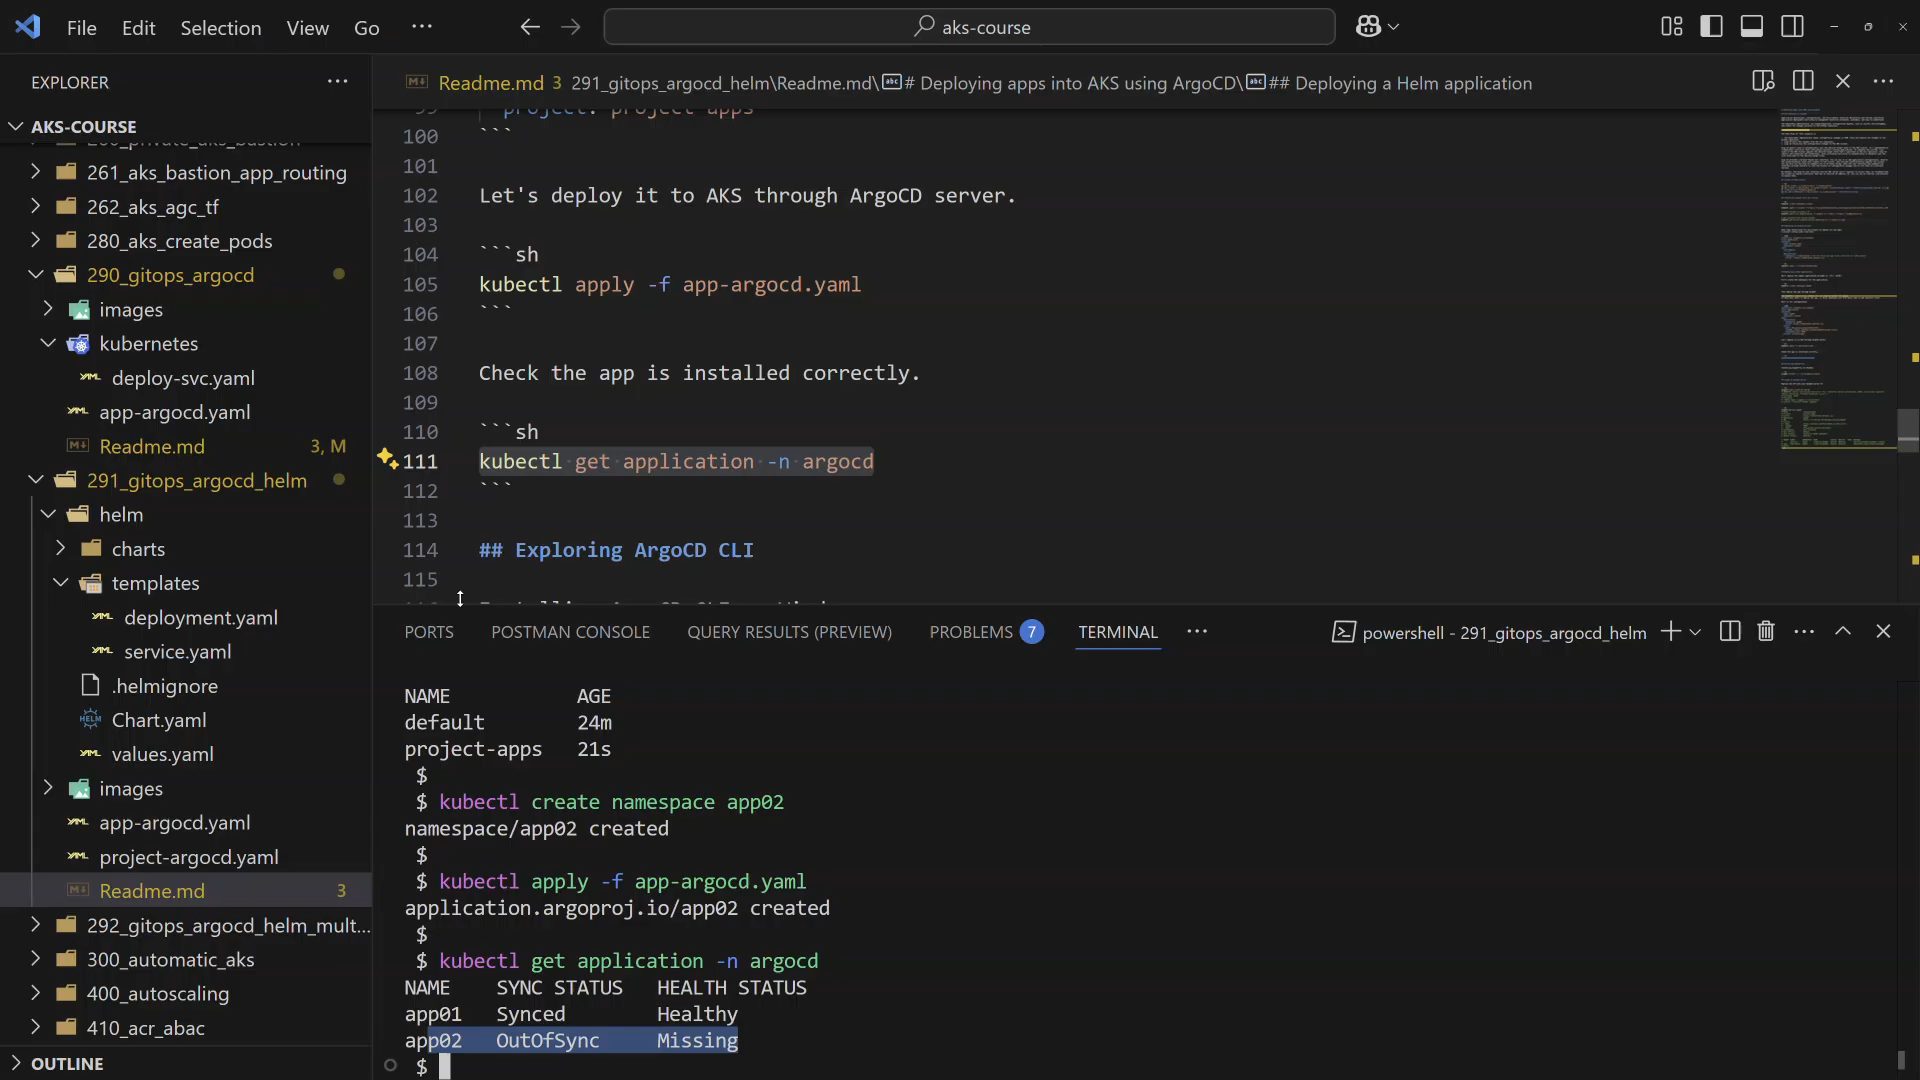 File Edit Selection View Go ··· aks-course
EXPLORER ···
AKS-COURSE
260_private_aks_bastion
261_aks_bastion_app_routing
262_aks_agc_tf
280_aks_create_pods
290_gitops_argocd
images
kubernetes
deploy-svc.yaml
app-argocd.yaml
Readme.md 3, M
291_gitops_argocd_helm
helm
charts
templates
deployment.yaml
service.yaml
.helmignore
Chart.yaml
values.yaml
images
app-argocd.yaml
project-argocd.yaml
Readme.md 3
292_gitops_argocd_helm_mult...
300_automatic_aks
400_autoscaling
410_acr_abac
OUTLINE
Readme.md 3 291_gitops_argocd_helm\Readme.md\# Deploying apps into AKS using ArgoCD\## Deploying a Helm application
99 project: project-apps
100 ```
101
102 Let's deploy it to AKS through ArgoCD server.
103
104 ```sh
105 kubectl apply -f app-argocd.yaml
106 ```
107
108 Check the app is installed correctly.
109
110 ```sh
111 kubectl get application -n argocd
112 ```
113
114 ## Exploring ArgoCD CLI
115
PORTS POSTMAN CONSOLE QUERY RESULTS (PREVIEW) PROBLEMS 7 TERMINAL ··· powershell - 291_gitops_argocd_helm
NAME AGE
default 24m
project-apps 21s
$
$ kubectl create namespace app02
namespace/app02 created
$
$ kubectl apply -f app-argocd.yaml
application.argoproj.io/app02 created
$
$ kubectl get application -n argocd
NAME SYNC STATUS HEALTH STATUS
app01 Synced Healthy
app02 OutOfSync Missing
$